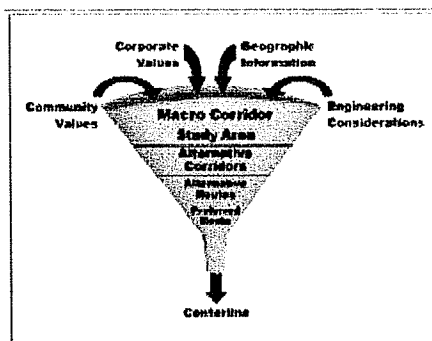 Corporate
Values
Geographic
Information
Community
Values
Engineering
Considerations
Macro Corridor
Study Area
Alternative
Corridors
Alternative
Routes
Preferred
Route
Centerline